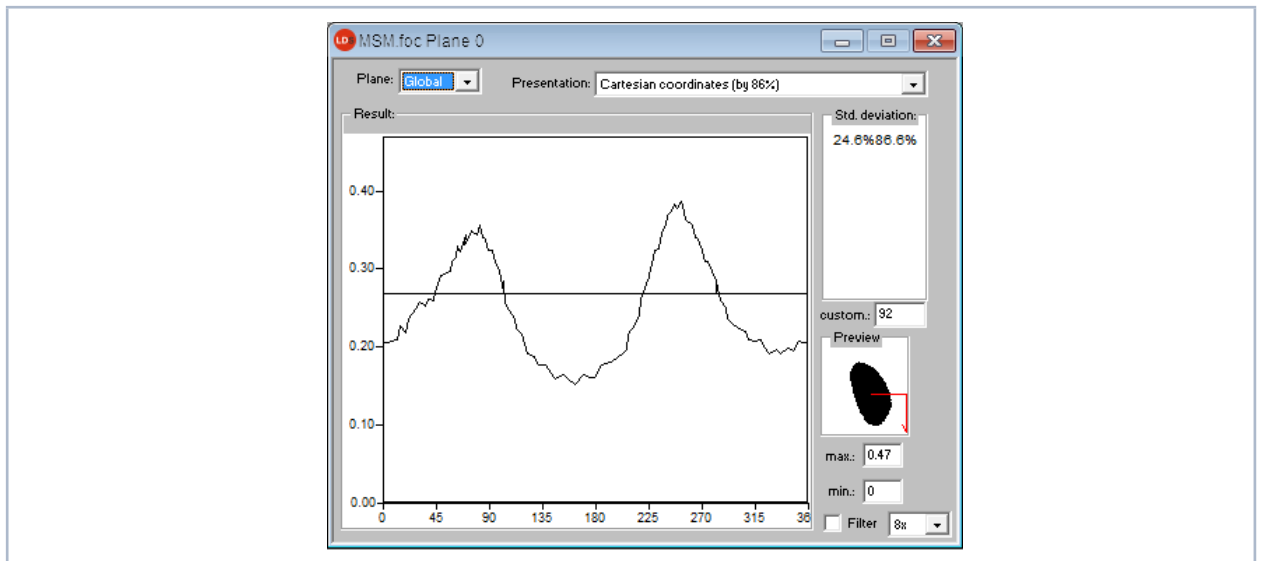 LDS MSM.foc Plane 0
Plane: Global Presentation: Cartesian coordinates (by 86%)
Result:
Std. deviation:
24.6%86.6%
0.40
0.30
0.20
0.10
0.00
0 45 90 135 180 225 270 315 36
custom.: 92
Preview
max.: 0.47
min.: 0
Filter 8x